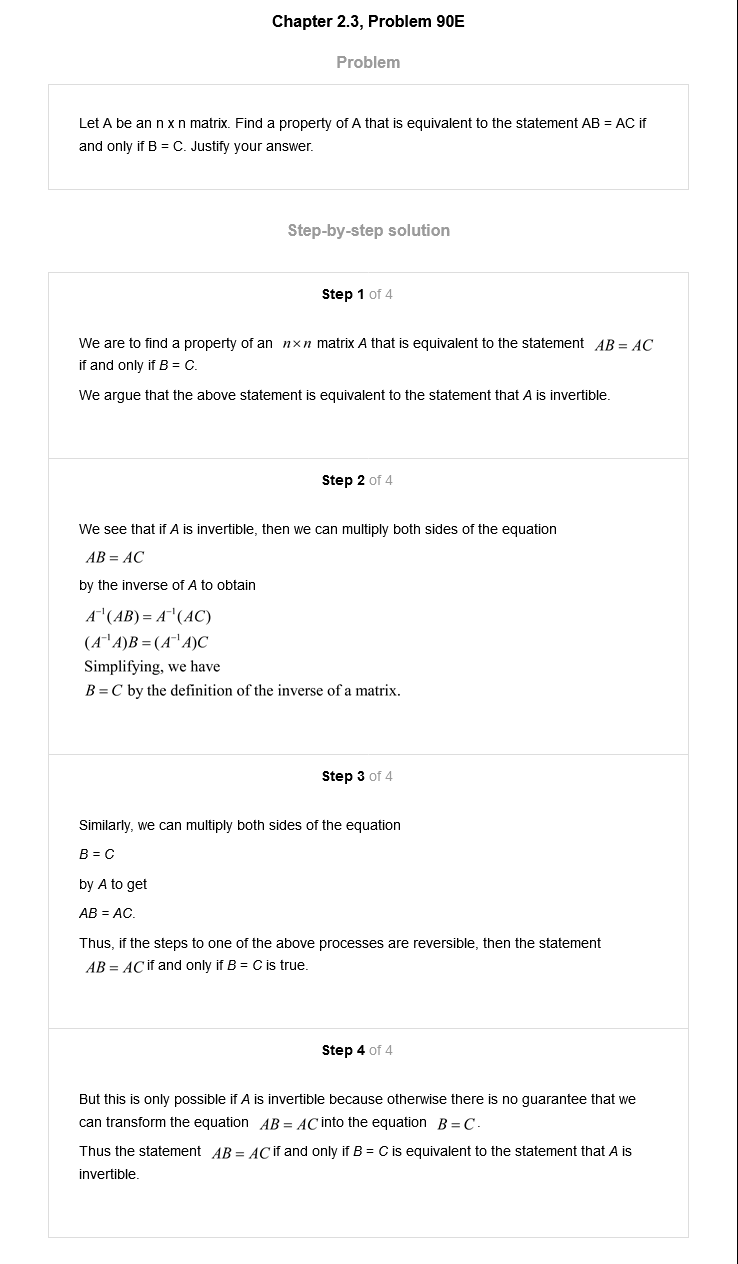 Chapter 2.3, Problem 90E
Problem
Let A be an n x n matrix. Find a property of A that is equivalent to the statement AB = AC if
and only if B = C. Justify your answer.
Step-by-step solution
Step 1 of 4
We are to find a property of an n×n matrix A that is equivalent to the statement AB = AC
if and only if B = C.
We argue that the above statement is equivalent to the statement that A is invertible.
Step 2 of 4
We see that if A is invertible, then we can multiply both sides of the equation
AB = AC
by the inverse of A to obtain
A⁻¹(AB) = A⁻¹(AC)
(A⁻¹A)B = (A⁻¹A)C
Simplifying, we have
B = C by the definition of the inverse of a matrix.
Step 3 of 4
Similarly, we can multiply both sides of the equation
B = C
by A to get
AB = AC.
Thus, if the steps to one of the above processes are reversible, then the statement
AB = AC if and only if B = C is true.
Step 4 of 4
But this is only possible if A is invertible because otherwise there is no guarantee that we
can transform the equation AB = AC into the equation B = C.
Thus the statement AB = AC if and only if B = C is equivalent to the statement that A is
invertible.